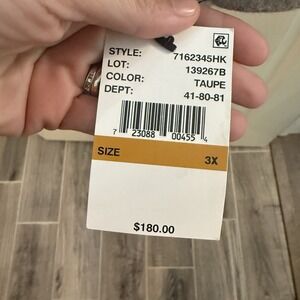 STYLE: 7162345HK
LOT: 139267B
COLOR: TAUPE
DEPT: 41-80-81
7 23088 00455 4
SIZE 3X
$180.00